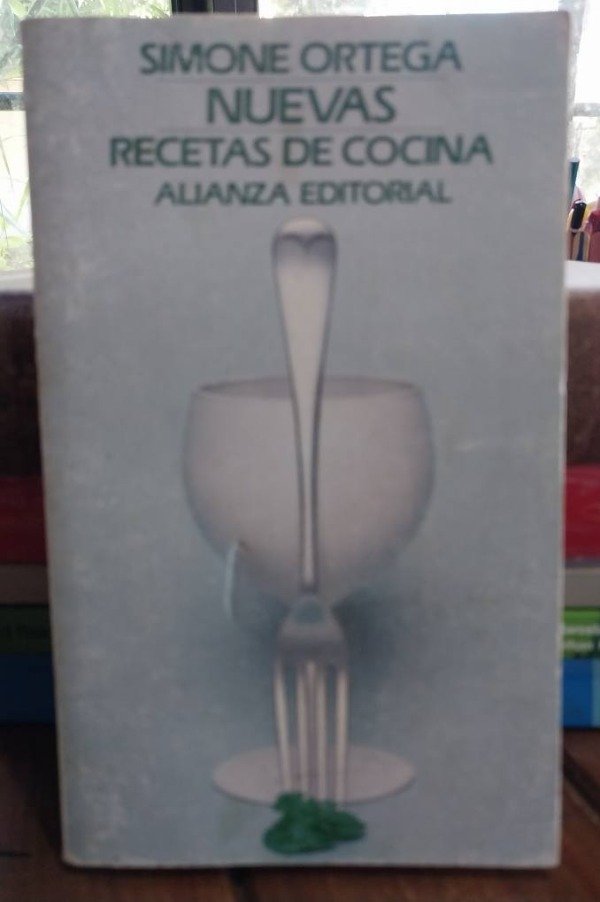 SIMONE ORTEGA
NUEVAS
RECETAS DE COCINA
ALIANZA EDITORIAL